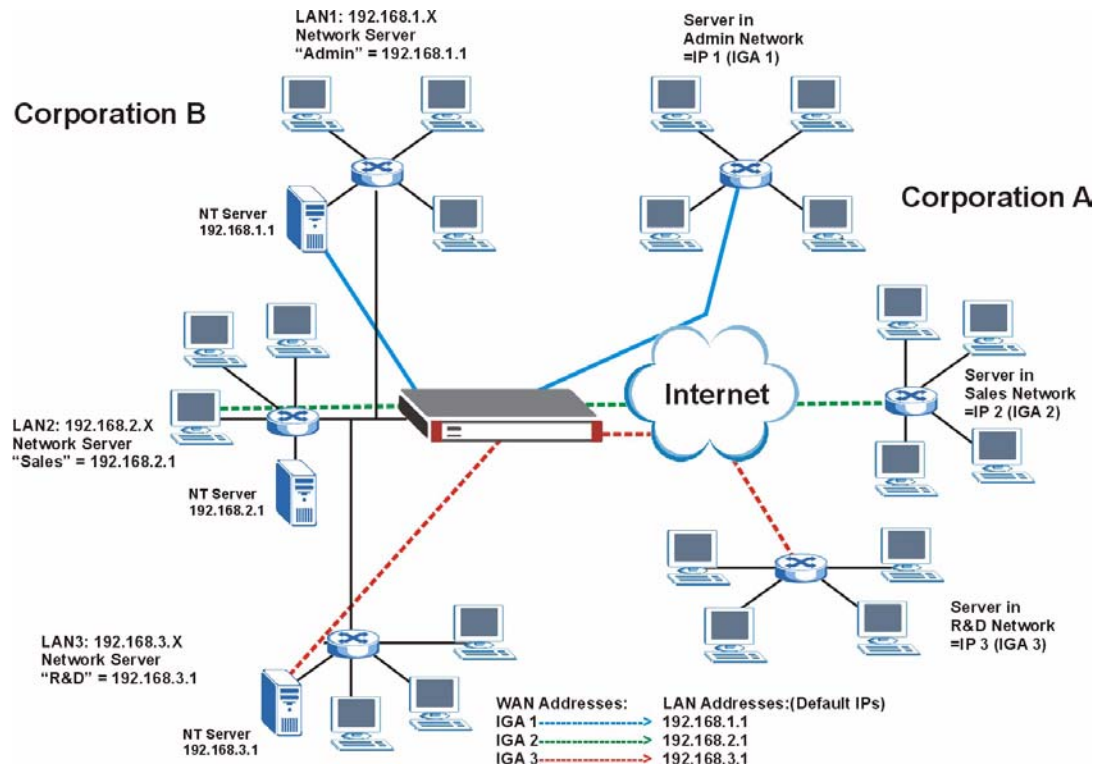 LAN1: 192.168.1.X
Network Server
“Admin” = 192.168.1.1
Server in
Admin Network
=IP 1 (IGA 1)
Corporation B
Corporation A
NT Server
192.168.1.1
Internet
Server in
Sales Network
=IP 2 (IGA 2)
LAN2: 192.168.2.X
Network Server
“Sales” = 192.168.2.1
NT Server
192.168.2.1
Server in
R&D Network
=IP 3 (IGA 3)
LAN3: 192.168.3.X
Network Server
“R&D” = 192.168.3.1
NT Server
192.168.3.1
WAN Addresses: LAN Addresses:(Default IPs)
IGA 1 192.168.1.1
IGA 2 192.168.2.1
IGA 3 192.168.3.1